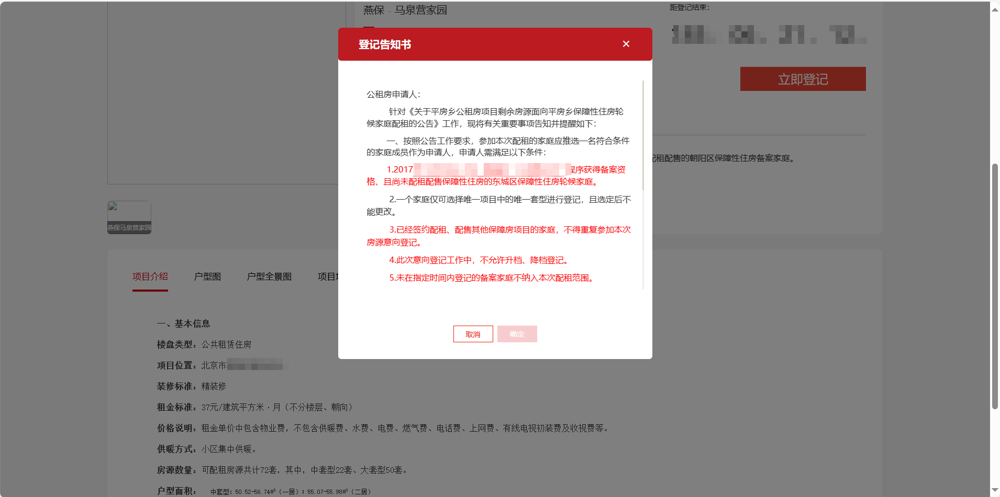 燕保 · 马泉营家园
距登记结束：
立即登记
配租配售的朝阳区保障性住房备案家庭。
登记告知书
×
公租房申请人：
针对《关于平房乡公租房项目剩余房源面向平房乡保障性住房轮
候家庭配租的公告》工作，现将有关重要事项告知并提醒如下：
一、按照公告工作要求，参加本次配租的家庭应推选一名符合条件
的家庭成员作为申请人，申请人需满足以下条件：
1.2017 程序获得备案资
格、且尚未配租配售保障性住房的东城区保障性住房轮候家庭。
2.一个家庭仅可选择唯一项目中的唯一套型进行登记，且选定后不
能更改。
3.已经签约配租、配售其他保障房项目的家庭，不得重复参加本次
房源意向登记。
4.此次意向登记工作中，不允许升档、降档登记。
5.未在指定时间内登记的备案家庭不纳入本次配租范围。
取消 确定
燕保马泉营家园
项目介绍 户型图 户型全景图 项目
一、基本信息
楼盘类型：公共租赁住房
项目位置：北京市
装修标准：精装修
租金标准：37元/建筑平方米·月（不分楼层、朝向）
价格说明：租金单价中包含物业费，不包含供暖费、水费、电费、燃气费、电话费、上网费、有线电视初装费及收视费等。
供暖方式：小区集中供暖。
房源数量：可配租房源共计72套，其中，中套型22套、大套型50套。
户型面积： 中套型：50.52-56.74㎡（一居）；55.07-55.98㎡（二居）